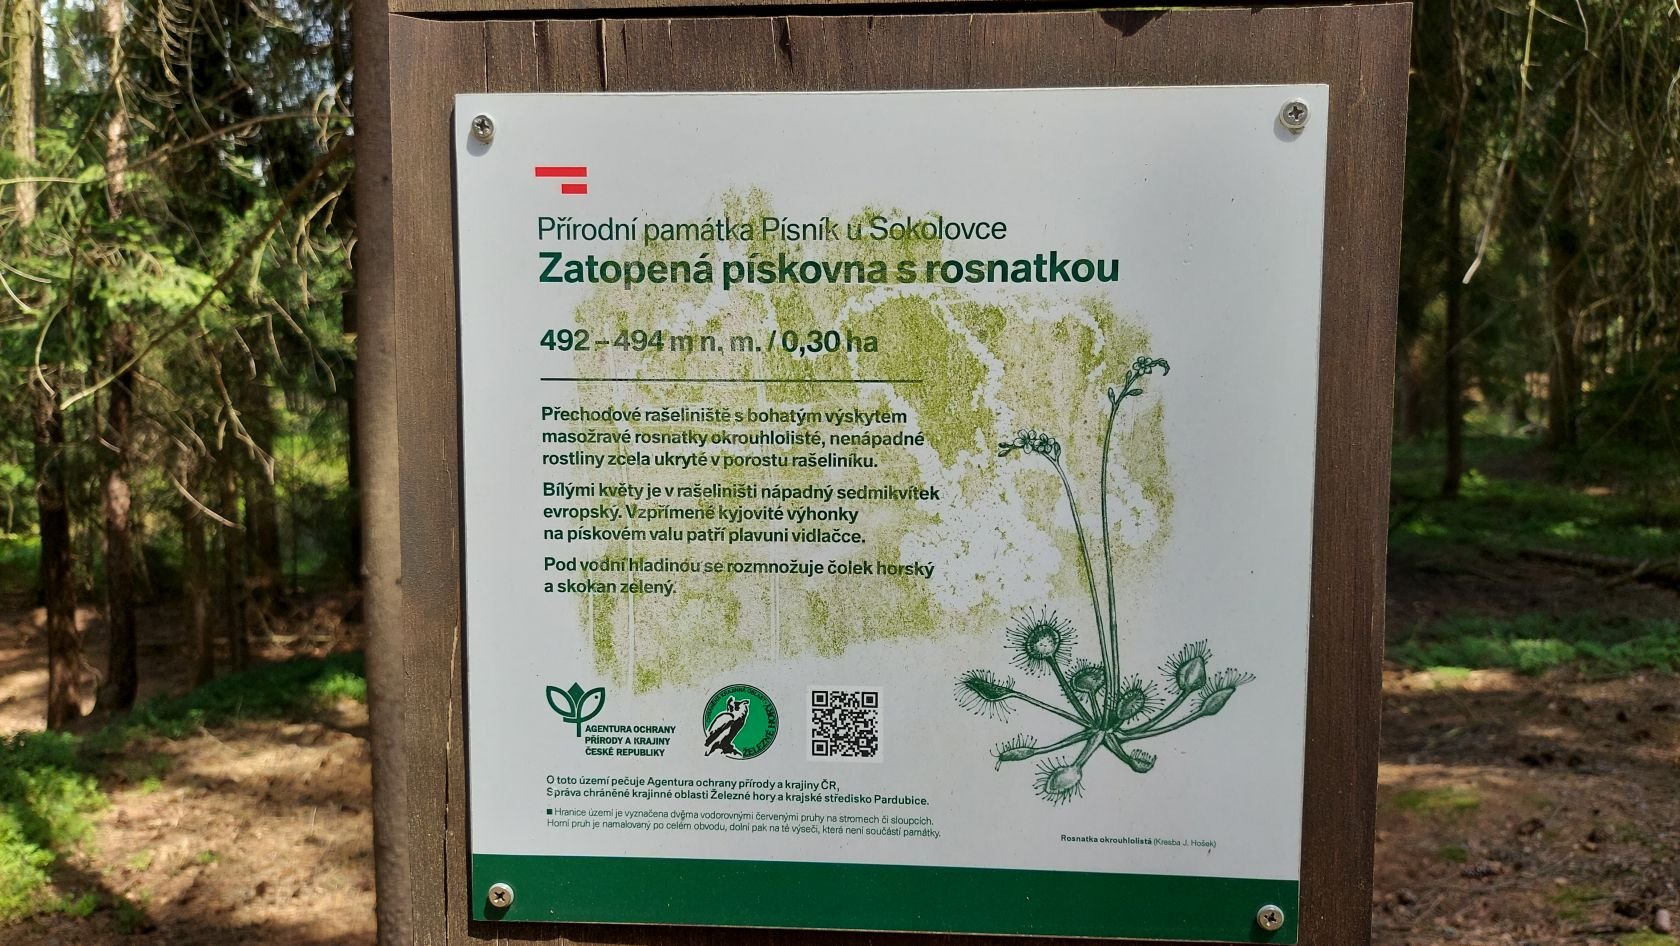 Přírodní památka Písník u Sokolovce
Zatopená pískovna s rosnatkou
492 – 494 m n. m. / 0,30 ha
Přechodové rašeliniště s bohatým výskytem
masožravé rosnatky okrouhlolisté, nenápadné
rostliny zcela ukryté v porostu rašeliníku.
Bílými květy je v rašeliništi nápadný sedmikvítek
evropský. Vzpřímené kyjovité výhonky
na pískovém valu patří plavuni vidlačce.
Pod vodní hladinou se rozmnožuje čolek horský
a skokan zelený.
AGENTURA OCHRANY
PŘÍRODY A KRAJINY
ČESKÉ REPUBLIKY
ŽELEZNÉ HORY
O toto území pečuje Agentura ochrany přírody a krajiny ČR,
Správa chráněné krajinné oblasti Železné hory a krajské středisko Pardubice.
■ Hranice území je vyznačena dvěma vodorovnými červenými pruhy na stromech či sloupcích.
Horní pruh je namalovaný po celém obvodu, dolní pak na té výseči, která není součástí památky.
Rosnatka okrouhlolistá (Kresba J. Hošek)